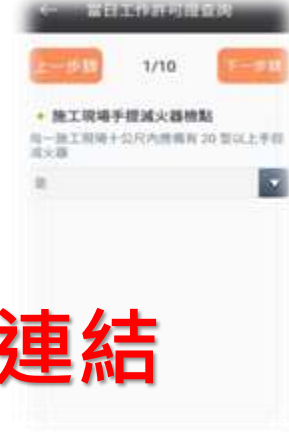 ← 當日工作許可證查詢
上一步驟 1/10 下一步驟
施工現場手提滅火器檢點
每一施工現場十公尺內應備有 20 型以上手提
滅火器
是
連結